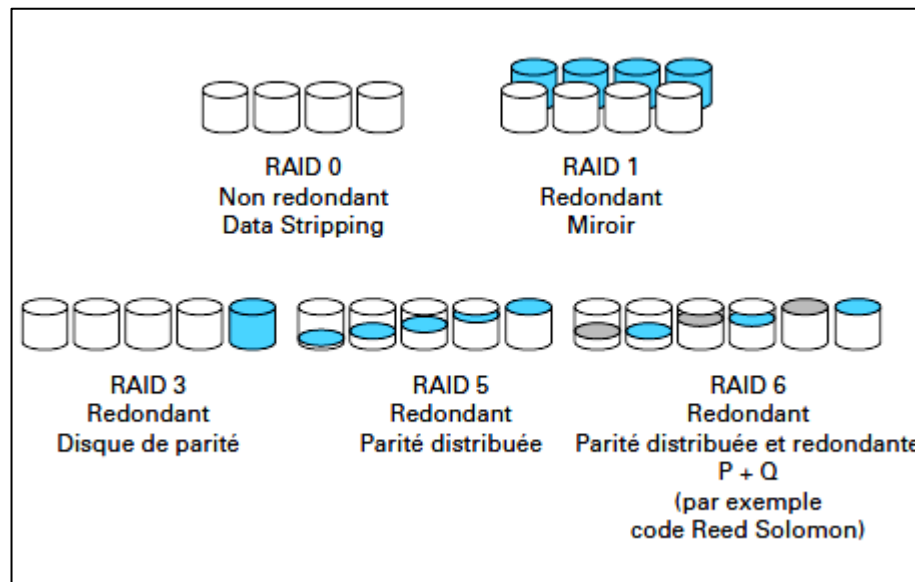 RAID 0
Non redondant
Data Stripping
RAID 1
Redondant
Miroir
RAID 3
Redondant
Disque de parité
RAID 5
Redondant
Parité distribuée
RAID 6
Redondant
Parité distribuée et redondante
P + Q
(par exemple
code Reed Solomon)